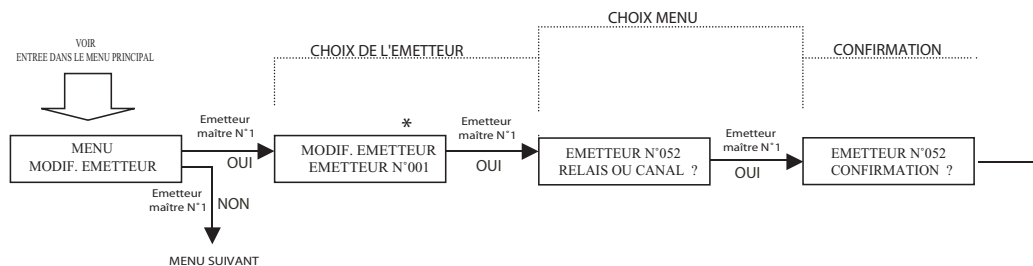 CHOIX MENU
VOIR
ENTREE DANS LE MENU PRINCIPAL
CHOIX DE L'EMETTEUR
CONFIRMATION
MENU
MODIF. EMETTEUR
Emetteur
maître N°1
OUI
*
MODIF. EMETTEUR
EMETTEUR N°001
Emetteur
maître N°1
OUI
EMETTEUR N°052
RELAIS OU CANAL ?
Emetteur
maître N°1
OUI
EMETTEUR N°052
CONFIRMATION ?
Emetteur
maître N°1
NON
MENU SUIVANT